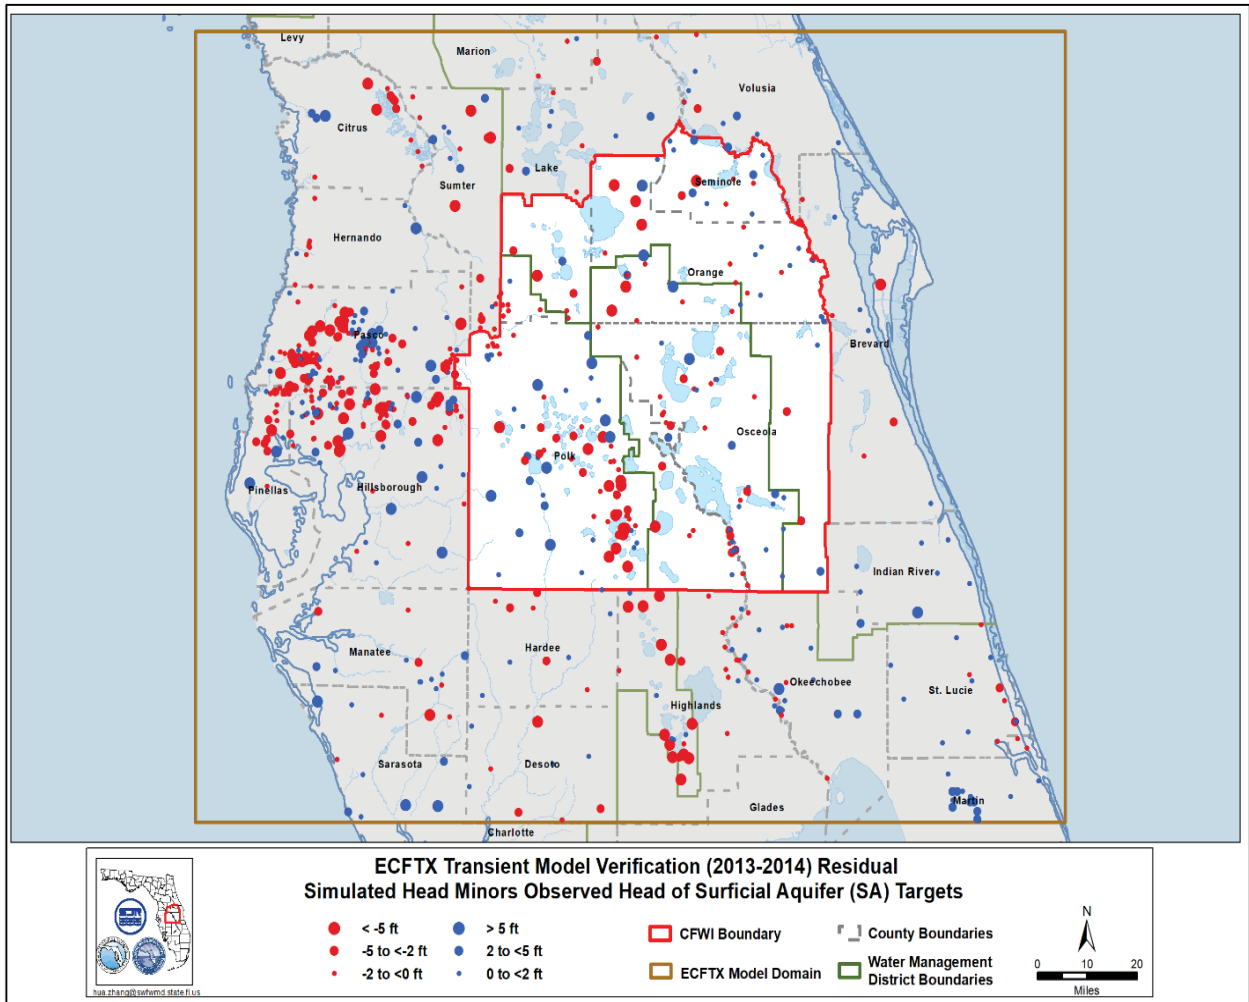 Levy
Marion
Volusia
Citrus
Lake
Sumter
Seminole
Hernando
Orange
Pasco
Brevard
Osceola
Polk
Pinellas
Hillsborough
Indian River
Manatee
Hardee
Okeechobee
St. Lucie
Highlands
Sarasota
Desoto
Glades
Martin
Charlotte
ECFTX Transient Model Verification (2013-2014) Residual
Simulated Head Minors Observed Head of Surficial Aquifer (SA) Targets
< -5 ft
> 5 ft
CFWI Boundary
County Boundaries
N
-5 to <-2 ft
2 to <5 ft
-2 to <0 ft
0 to <2 ft
ECFTX Model Domain
Water Management
District Boundaries
0 10 20
Miles
hua.zhang@swfwmd.state.fl.us